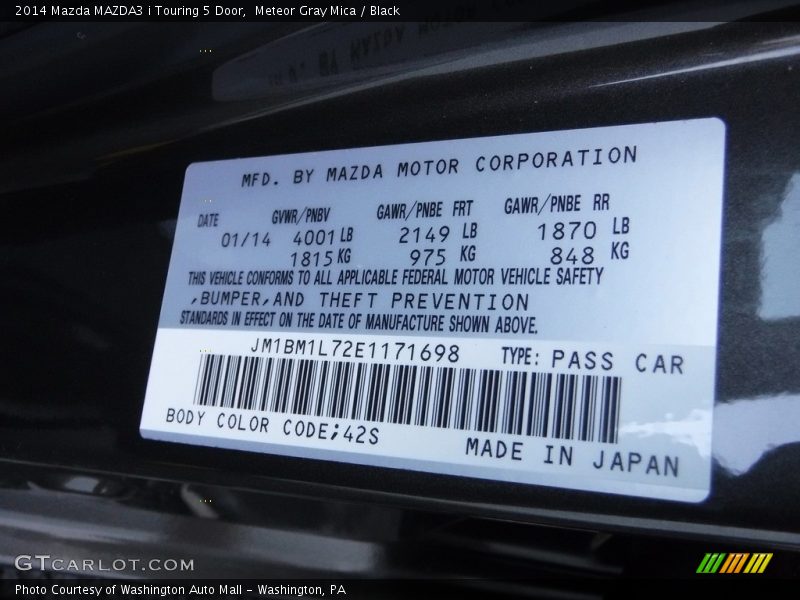 2014 Mazda MAZDA3 i Touring 5 Door, Meteor Gray Mica / Black
MFD. BY MAZDA MOTOR CORPORATION
DATE GVWR/PNBV GAWR/PNBE FRT GAWR/PNBE RR
01/14 4001 LB 2149 LB 1870 LB
1815 KG 975 KG 848 KG
THIS VEHICLE CONFORMS TO ALL APPLICABLE FEDERAL MOTOR VEHICLE SAFETY
,BUMPER,AND THEFT PREVENTION
STANDARDS IN EFFECT ON THE DATE OF MANUFACTURE SHOWN ABOVE.
JM1BM1L72E1171698 TYPE: PASS CAR
BODY COLOR CODE;42S
MADE IN JAPAN
GTCARLOT.COM
Photo Courtesy of Washington Auto Mall - Washington, PA